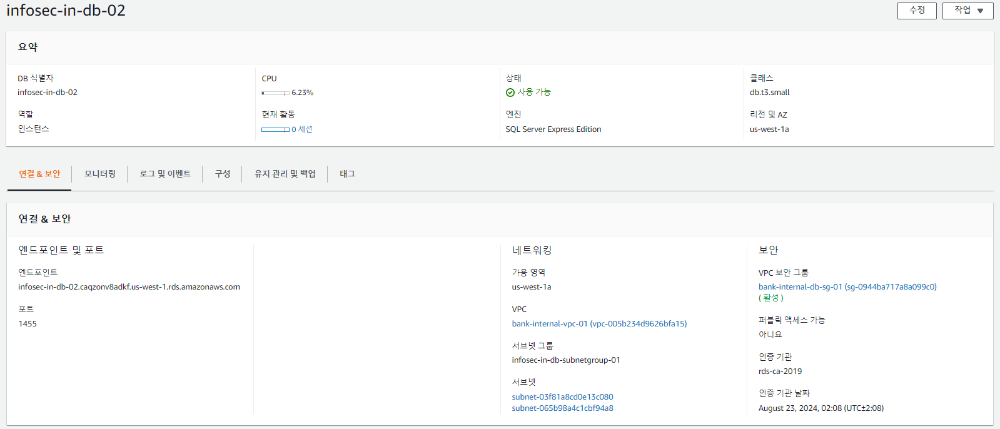 infosec-in-db-02
수정
작업
요약
DB 식별자
infosec-in-db-02
CPU
6.23%
상태
사용 가능
클래스
db.t3.small
역할
인스턴스
현재 활동
0 세션
엔진
SQL Server Express Edition
리전 및 AZ
us-west-1a
연결 & 보안
모니터링
로그 및 이벤트
구성
유지 관리 및 백업
태그
연결 & 보안
엔드포인트 및 포트
엔드포인트
infosec-in-db-02.caqzonv8adkf.us-west-1.rds.amazonaws.com
포트
1455
네트워킹
가용 영역
us-west-1a
VPC
bank-internal-vpc-01 (vpc-005b234d9626bfa15)
서브넷 그룹
infosec-in-db-subnetgroup-01
서브넷
subnet-03f81a8cd0e13c080
subnet-065b98a4c1cbf94a8
보안
VPC 보안 그룹
bank-internal-db-sg-01 (sg-0944ba717a8a099c0)
( 활성 )
퍼블릭 액세스 가능
아니요
인증 기관
rds-ca-2019
인증 기관 날짜
August 23, 2024, 02:08 (UTC±2:08)